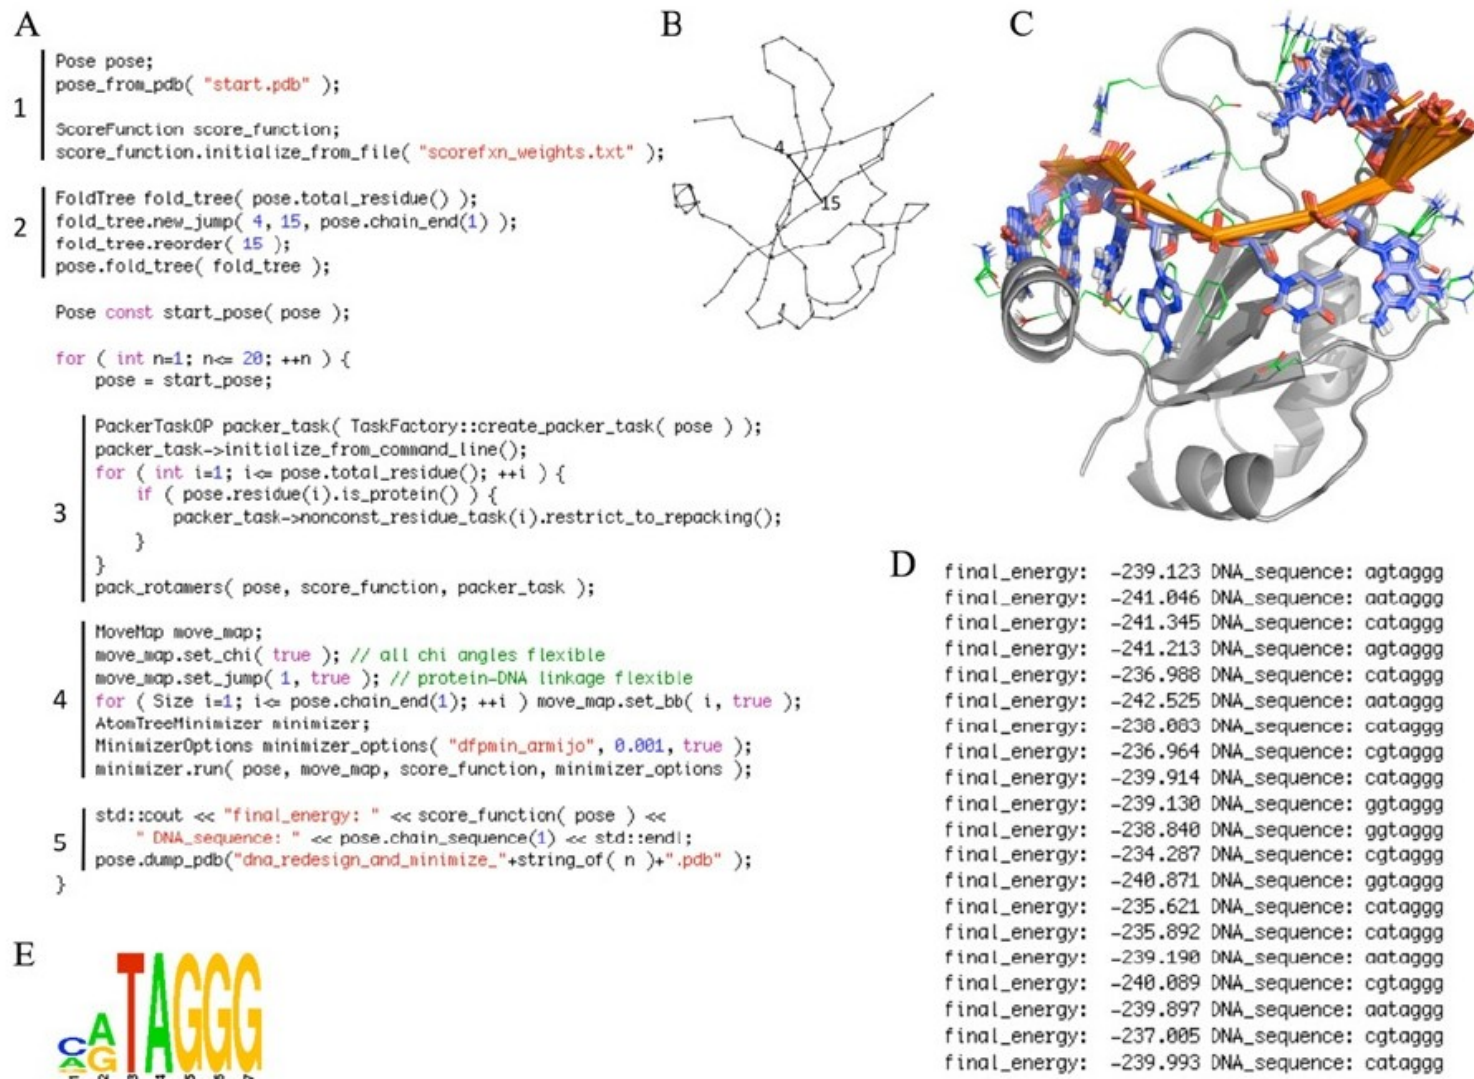 A
1
Pose pose;
pose_from_pdb( "start.pdb" );
ScoreFunction score_function;
score_function.initialize_from_file( "scorefxn_weights.txt" );
2
FoldTree fold_tree( pose.total_residue() );
fold_tree.new_jump( 4, 15, pose.chain_end(1) );
fold_tree.reorder( 15 );
pose.fold_tree( fold_tree );
Pose const start_pose( pose );
for ( int n=1; n<= 20; ++n ) {
pose = start_pose;
3
PackerTaskOP packer_task( TaskFactory::create_packer_task( pose ) );
packer_task->initialize_from_command_line();
for ( int i=1; i<= pose.total_residue(); ++i ) {
if ( pose.residue(i).is_protein() ) {
packer_task->nonconst_residue_task(i).restrict_to_repacking();
}
}
pack_rotamers( pose, score_function, packer_task );
4
MoveMap move_map;
move_map.set_chi( true ); // all chi angles flexible
move_map.set_jump( 1, true ); // protein-DNA linkage flexible
for ( Size i=1; i<= pose.chain_end(1); ++i ) move_map.set_bb( i, true );
AtomTreeMinimizer minimizer;
MinimizerOptions minimizer_options( "dfpmin_armijo", 0.001, true );
minimizer.run( pose, move_map, score_function, minimizer_options );
5
std::cout << "final_energy: " << score_function( pose ) <<
" DNA_sequence: " << pose.chain_sequence(1) << std::endl;
pose.dump_pdb("dna_redesign_and_minimize_"+string_of( n )+".pdb" );
}
B
4
15
C
D
final_energy: -239.123 DNA_sequence: agtaggg
final_energy: -241.046 DNA_sequence: aataggg
final_energy: -241.345 DNA_sequence: cataggg
final_energy: -241.213 DNA_sequence: agtaggg
final_energy: -236.988 DNA_sequence: cataggg
final_energy: -242.525 DNA_sequence: aataggg
final_energy: -238.083 DNA_sequence: cataggg
final_energy: -236.964 DNA_sequence: cgtaggg
final_energy: -239.914 DNA_sequence: cataggg
final_energy: -239.130 DNA_sequence: ggtaggg
final_energy: -238.840 DNA_sequence: ggtaggg
final_energy: -234.287 DNA_sequence: cgtaggg
final_energy: -240.871 DNA_sequence: ggtaggg
final_energy: -235.621 DNA_sequence: cataggg
final_energy: -235.892 DNA_sequence: cataggg
final_energy: -239.190 DNA_sequence: aataggg
final_energy: -240.089 DNA_sequence: cgtaggg
final_energy: -239.897 DNA_sequence: aataggg
final_energy: -237.005 DNA_sequence: cgtaggg
final_energy: -239.993 DNA_sequence: cataggg
E
CATAGGG
AG